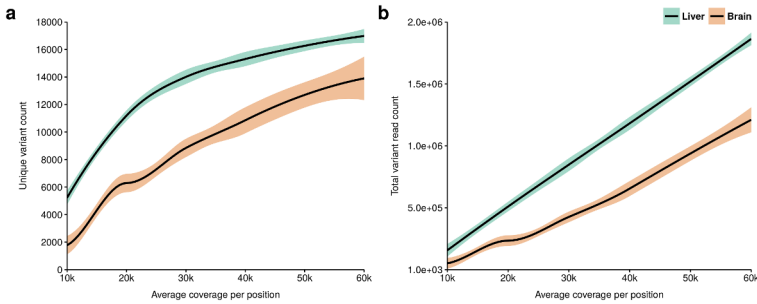 a
18000
16000
14000
12000
10000
8000
6000
4000
2000
0
Unique variant count
10k 20k 30k 40k 50k 60k
Average coverage per position
b
Liver Brain
2.0e+06
1.5e+06
1.0e+06
5.0e+05
1.0e+03
Total variant read count
10k 20k 30k 40k 50k 60k
Average coverage per position